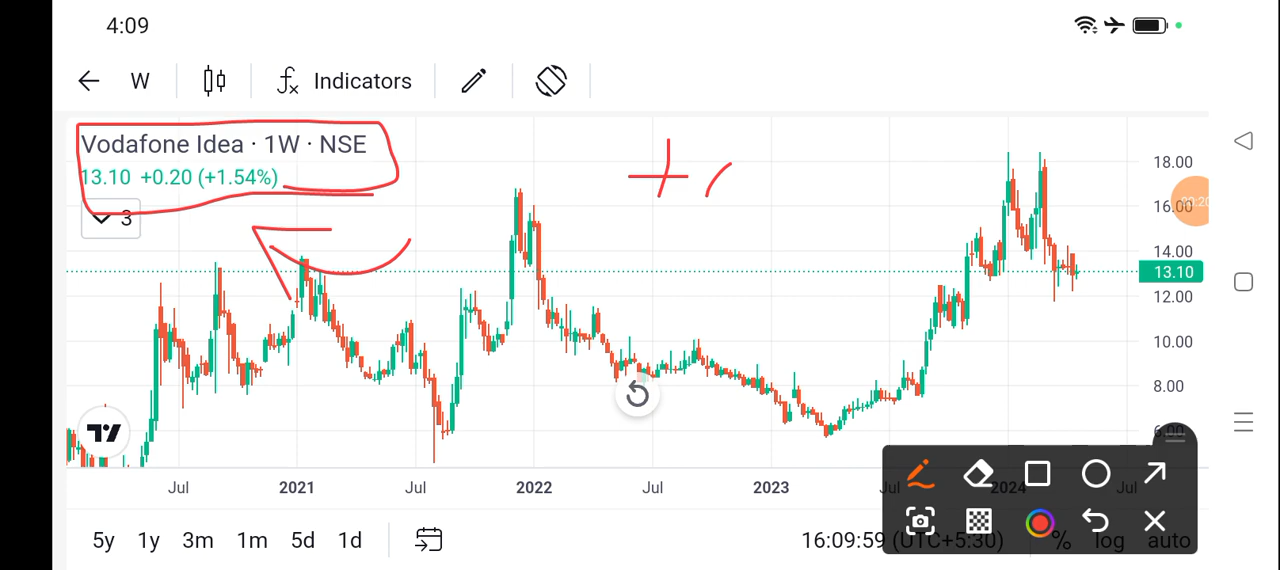 4:09
W
Indicators
Vodafone Idea · 1W · NSE
13.10 +0.20 (+1.54%)
3
18.00
16.00
14.00
13.10
12.00
10.00
8.00
6.00
Jul 2021 Jul 2022 Jul 2023 Jul 2024 Jul
5y 1y 3m 1m 5d 1d
16:09:59 (UTC+5:30) % log auto